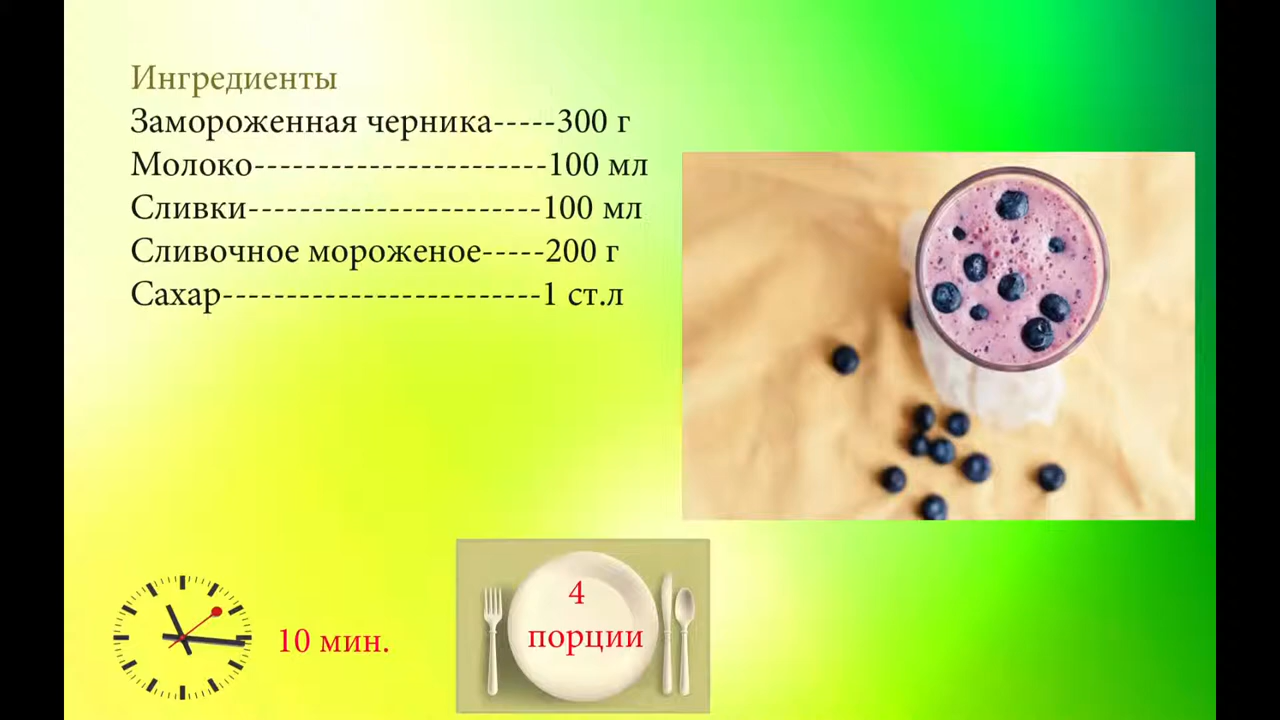 Ингредиенты
Замороженная черника-----300 г
Молоко-----------------------100 мл
Сливки-----------------------100 мл
Сливочное мороженое-----200 г
Сахар-------------------------1 ст.л
10 мин.
4
порции